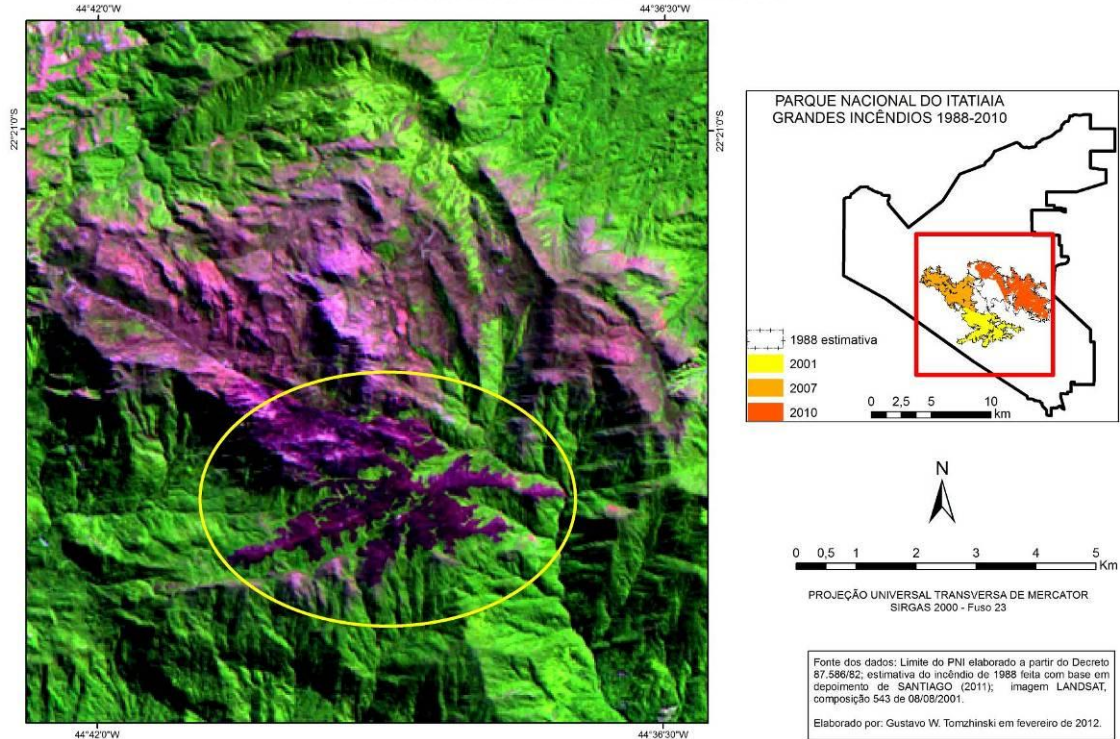 44°42'0"W
44°36'30"W
22°21'0"S
22°21'0"S
44°42'0"W
44°36'30"W
PARQUE NACIONAL DO ITATIAIA
GRANDES INCÊNDIOS 1988-2010
1988 estimativa
2001
2007
2010
0 2,5 5 10
km
N
0 0,5 1 2 3 4 5
Km
PROJEÇÃO UNIVERSAL TRANSVERSA DE MERCATOR
SIRGAS 2000 - Fuso 23
Fonte dos dados: Limite do PNI elaborado a partir do Decreto
87.586/82; estimativa do incêndio de 1988 feita com base em
depoimento de SANTIAGO (2011); imagem LANDSAT,
composição 543 de 08/08/2001.
Elaborado por: Gustavo W. Tomzhinski em fevereiro de 2012.